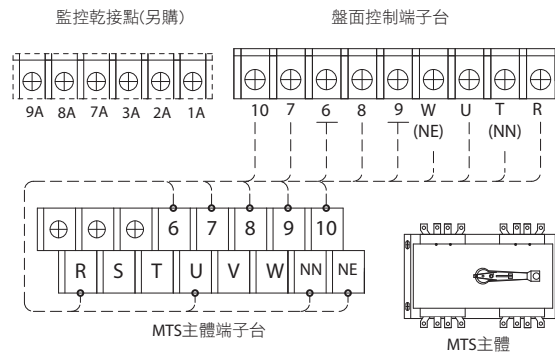 監控乾接點(另購)
盤面控制端子台
9A 8A 7A 3A 2A 1A
10 7 6 8 9 W U T R
(NE) (NN)
6 7 8 9 10
R S T U V W NN NE
MTS主體端子台
MTS主體